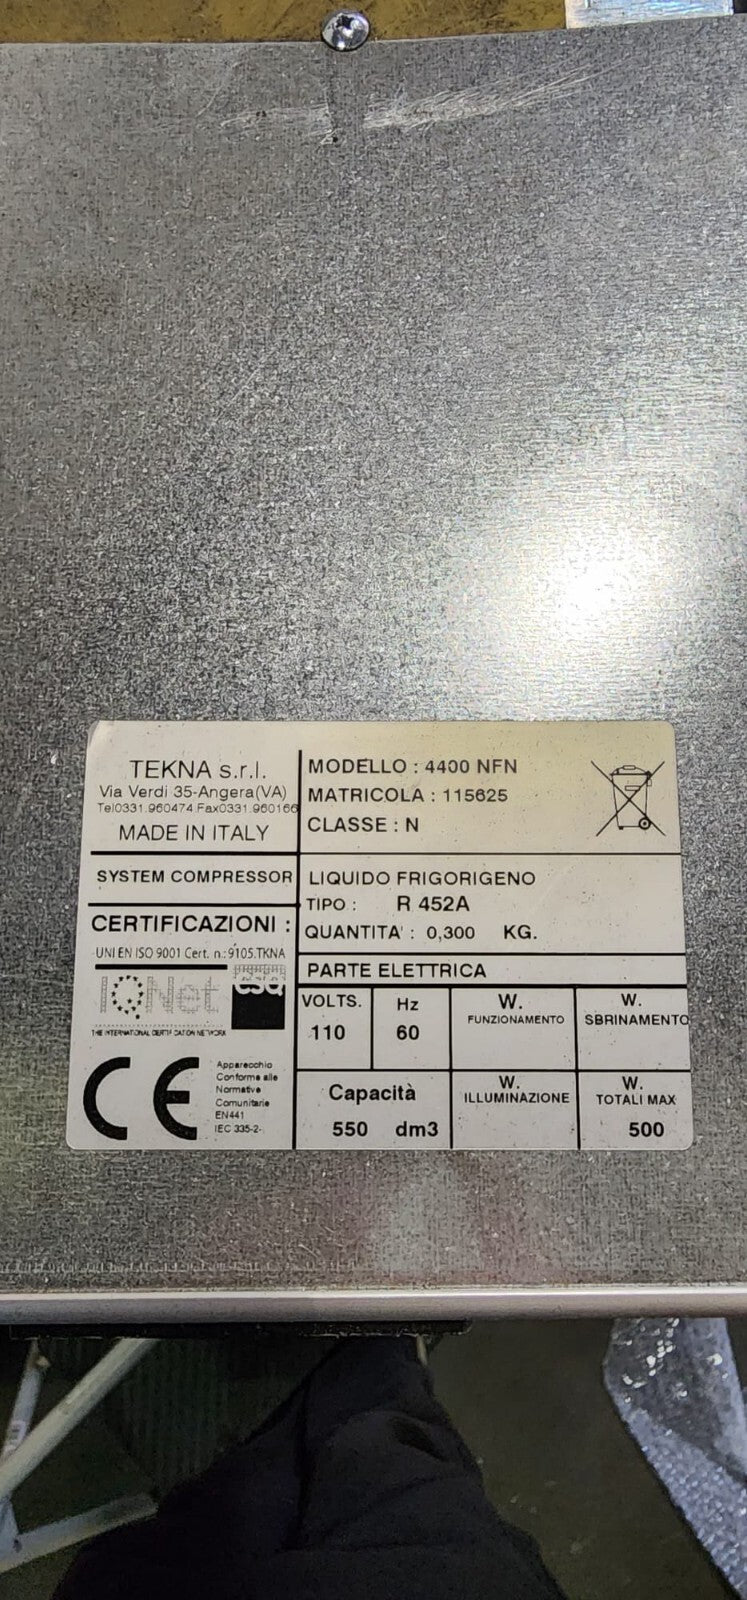 TEKNA s.r.l.
Via Verdi 35-Angera(VA)
Tel0331.960474 Fax0331.960166
MADE IN ITALY
MODELLO : 4400 NFN
MATRICOLA : 115625
CLASSE : N
SYSTEM COMPRESSOR
LIQUIDO FRIGORIGENO
TIPO : R 452A
QUANTITA' : 0,300 KG.
CERTIFICAZIONI :
UNI EN ISO 9001 Cert. n.: 9105.TKNA
IQNet
csq
THE INTERNATIONAL CERTIFICATION NETWORK
CE
Apparecchio
Conforme alle
Normative
Comunitarie
EN441
IEC 335-2-
PARTE ELETTRICA
VOLTS.
110
Hz
60
W.
FUNZIONAMENTO
W.
SBRINAMENTO
Capacità
550 dm3
W.
ILLUMINAZIONE
W.
TOTALI MAX
500